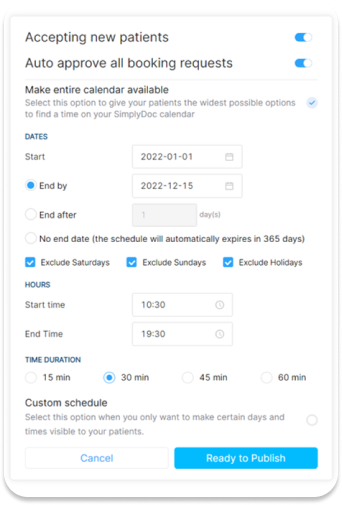 Accepting new patients
Auto approve all booking requests
Make entire calendar available
Select this option to give your patients the widest possible options
to find a time on your SimplyDoc calendar
DATES
Start 2022-01-01
End by 2022-12-15
End after 1 day(s)
No end date (the schedule will automatically expires in 365 days)
Exclude Saturdays Exclude Sundays Exclude Holidays
HOURS
Start time 10:30
End Time 19:30
TIME DURATION
15 min 30 min 45 min 60 min
Custom schedule
Select this option when you only want to make certain days and
times visible to your patients.
Cancel Ready to Publish